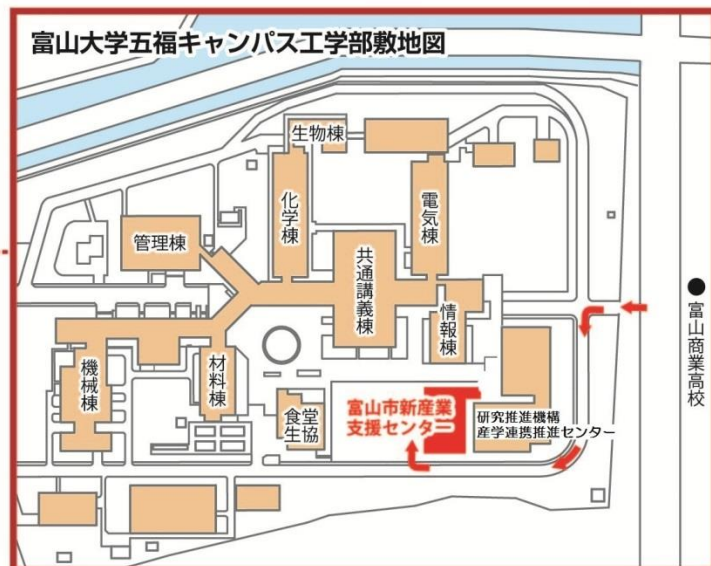 富山大学五福キャンパス工学部敷地図
生物棟
化学棟
電気棟
管理棟
共通講義棟
情報棟
機械棟
材料棟
食堂
生協
富山市新産業
支援センター
研究推進機構
産学連携推進センター
富山商業高校